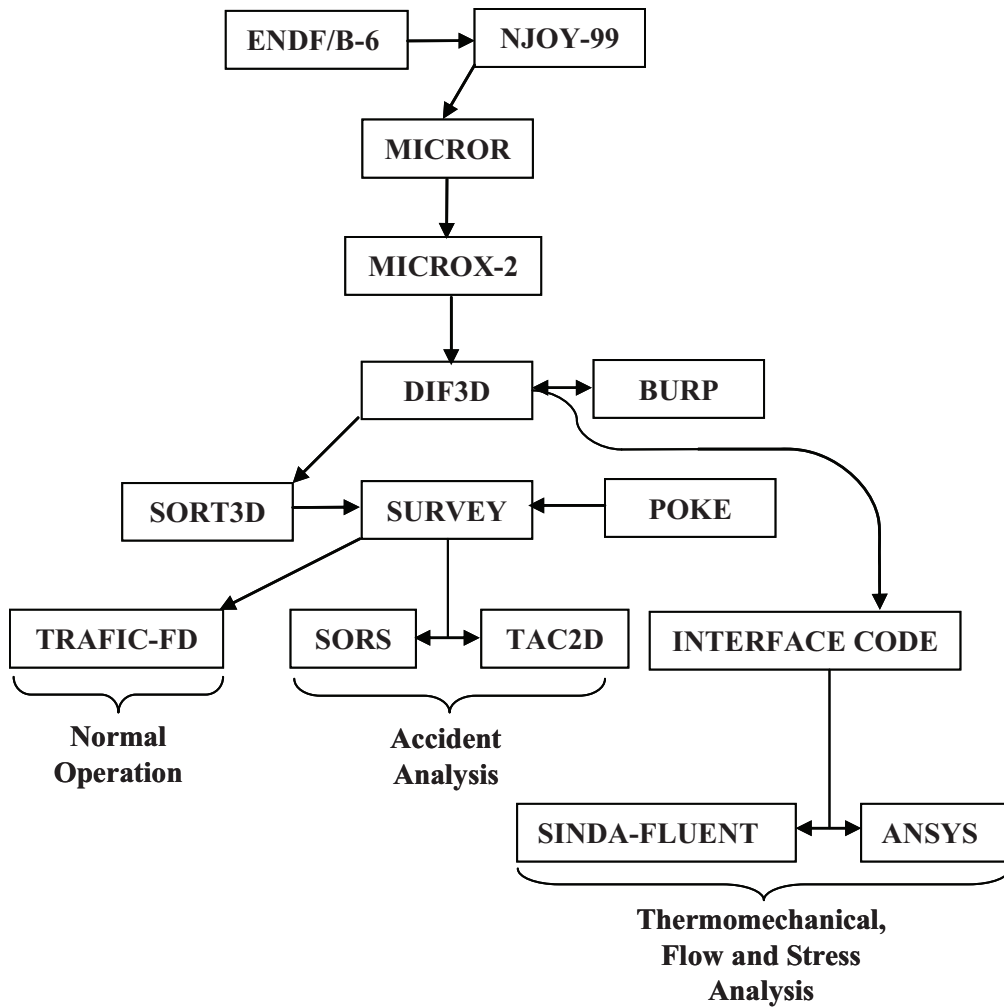 ENDF/B-6
NJOY-99
MICROR
MICROX-2
DIF3D
BURP
SORT3D
SURVEY
POKE
TRAFIC-FD
SORS
TAC2D
INTERFACE CODE
Normal
Operation
Accident
Analysis
SINDA-FLUENT
ANSYS
Thermomechanical,
Flow and Stress
Analysis